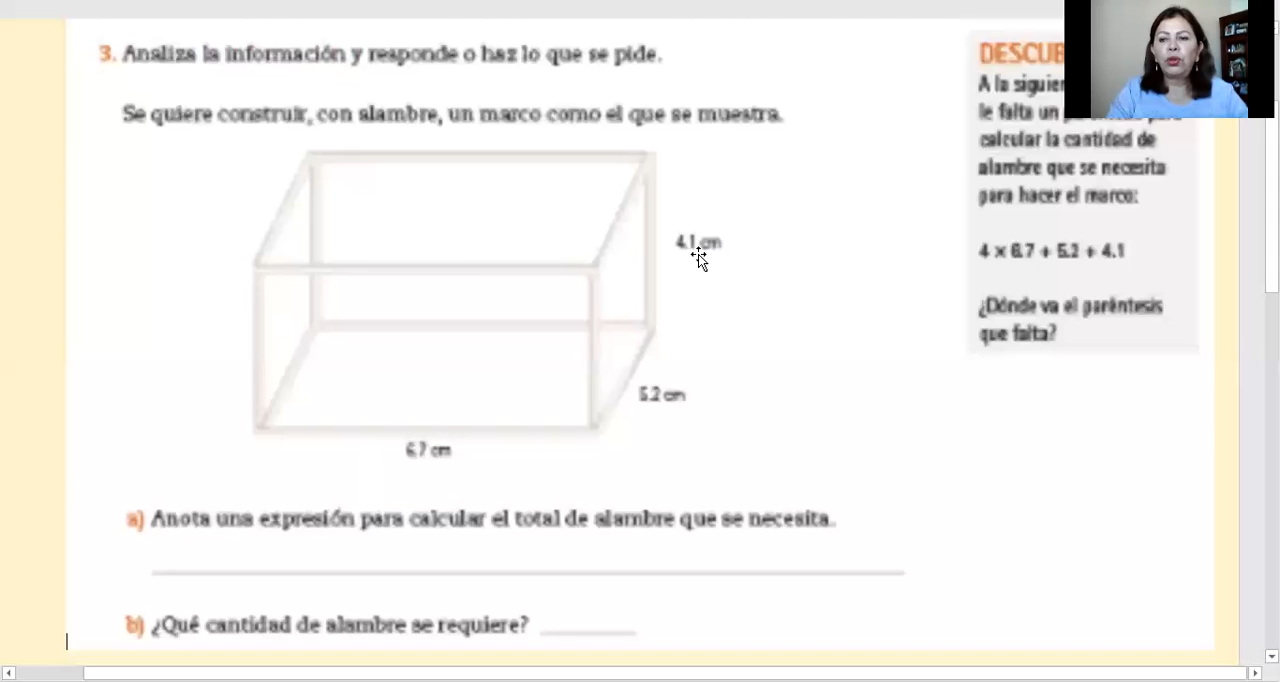 3. Analiza la información y responde o haz lo que se pide.
Se quiere construir, con alambre, un marco como el que se muestra.
4.1 cm
5.2 cm
6.7 cm
a) Anota una expresión para calcular el total de alambre que se necesita.
b) ¿Qué cantidad de alambre se requiere?
DESCUB
A la siguien
le falta un
calcular la cantidad de
alambre que se necesita
para hacer el marco:
4 × 6.7 + 5.2 + 4.1
¿Dónde va el paréntesis
que falta?